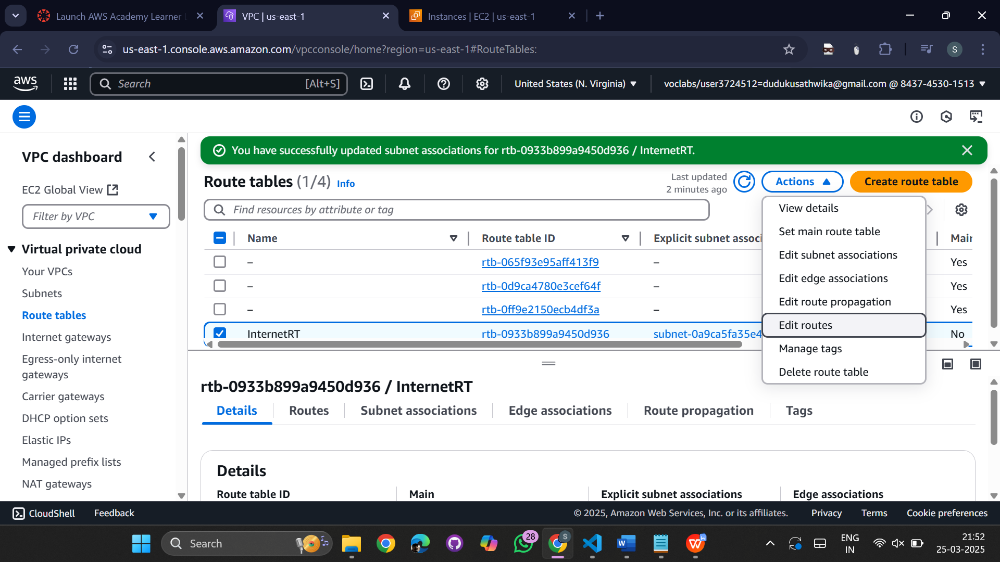 Launch AWS Academy Learner
VPC | us-east-1
Instances | EC2 | us-east-1
us-east-1.console.aws.amazon.com/vpcconsole/home?region=us-east-1#RouteTables:
S
aws
Search
[Alt+S]
United States (N. Virginia)
voclabs/user3724512=dudukusathwika@gmail.com @ 8437-4530-1513
VPC dashboard
EC2 Global View
Filter by VPC
Virtual private cloud
Your VPCs
Subnets
Route tables
Internet gateways
Egress-only internet
gateways
Carrier gateways
DHCP option sets
Elastic IPs
Managed prefix lists
NAT gateways
You have successfully updated subnet associations for rtb-0933b899a9450d936 / InternetRT.
Route tables (1/4) Info
Last updated
2 minutes ago
Actions
Create route table
Find resources by attribute or tag
Name
Route table ID
Explicit subnet associ
Main
– rtb-065f93e95aff413f9 – Yes
– rtb-0d9ca4780e3cef64f – Yes
– rtb-0ff9e2150ecb4df3a – Yes
InternetRT rtb-0933b899a9450d936 subnet-0a9ca5fa35e4 No
View details
Set main route table
Edit subnet associations
Edit edge associations
Edit route propagation
Edit routes
Manage tags
Delete route table
rtb-0933b899a9450d936 / InternetRT
Details
Routes
Subnet associations
Edge associations
Route propagation
Tags
Details
Route table ID
Main
Explicit subnet associations
Edge associations
CloudShell
Feedback
© 2025, Amazon Web Services, Inc. or its affiliates.
Privacy
Terms
Cookie preferences
Search
28
S
W
W
ENG
IN
21:52
25-03-2025